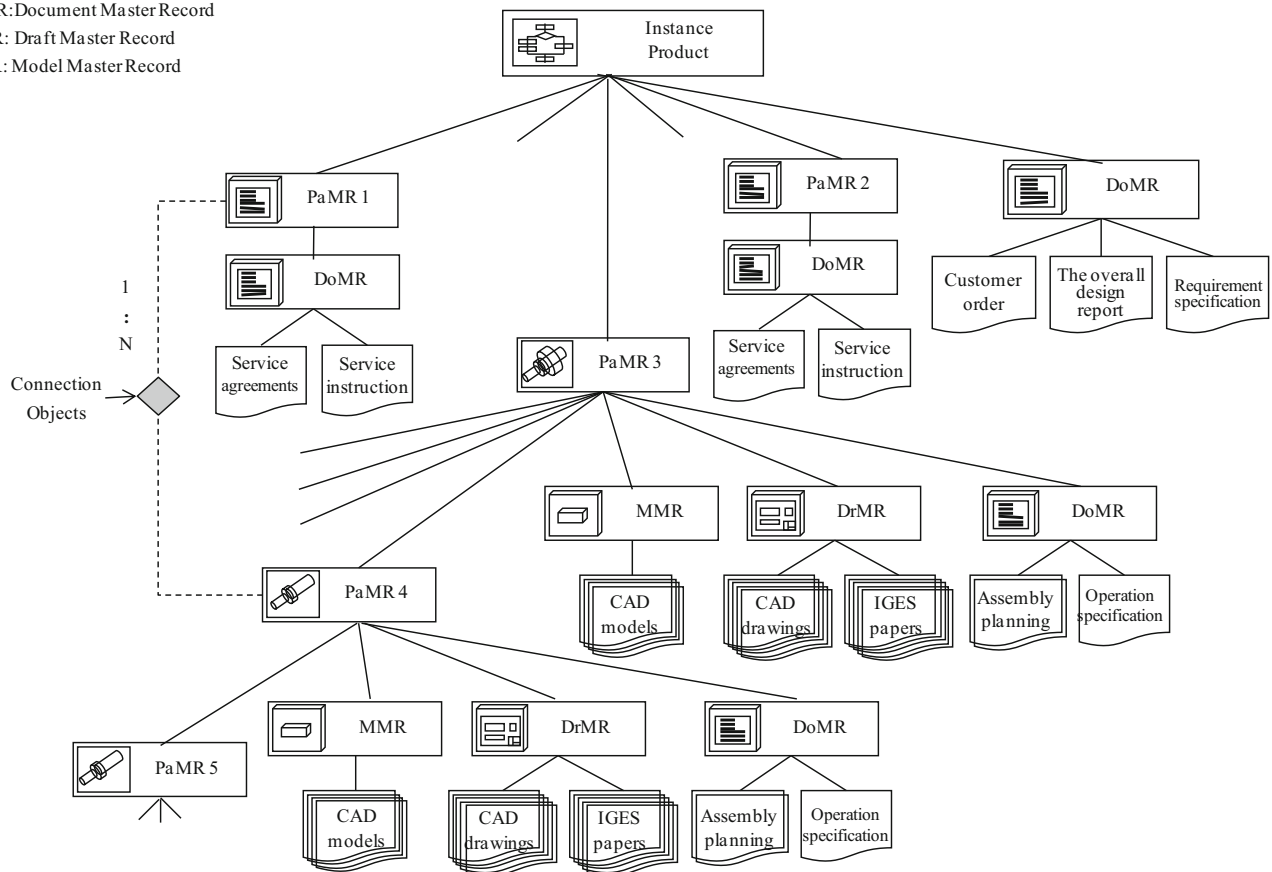 R:Document Master Record
R: Draft Master Record
: Model Master Record
Instance
Product
PaMR 1
PaMR 2
DoMR
DoMR
DoMR
Customer
order
The overall
design
report
Requirement
specification
1
:
N
Service
agreements
Service
instruction
PaMR 3
Service
agreements
Service
instruction
Connection
Objects
MMR
DrMR
DoMR
PaMR 4
CAD
models
CAD
drawings
IGES
papers
Assembly
planning
Operation
specification
MMR
DrMR
DoMR
PaMR 5
CAD
models
CAD
drawings
IGES
papers
Assembly
planning
Operation
specification